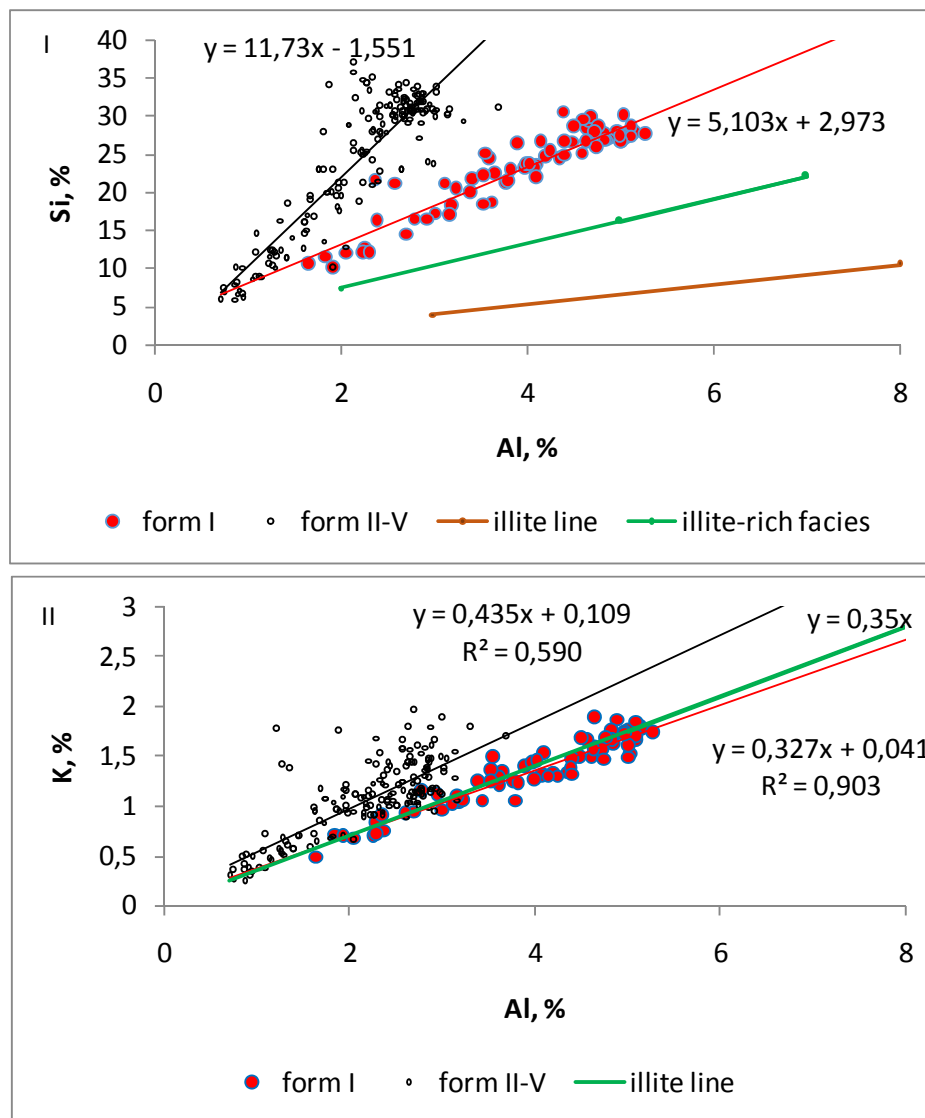 I
y = 11,73x - 1,551
y = 5,103x + 2,973
40
35
30
25
20
15
10
5
0
Si, %
0 2 4 6 8
Al, %
form I form II-V illite line illite-rich facies
II
y = 0,435x + 0,109
R² = 0,590
y = 0,35x
y = 0,327x + 0,041
R² = 0,903
3
2,5
2
1,5
1
0,5
0
K, %
0 2 4 6 8
Al, %
form I form II-V illite line